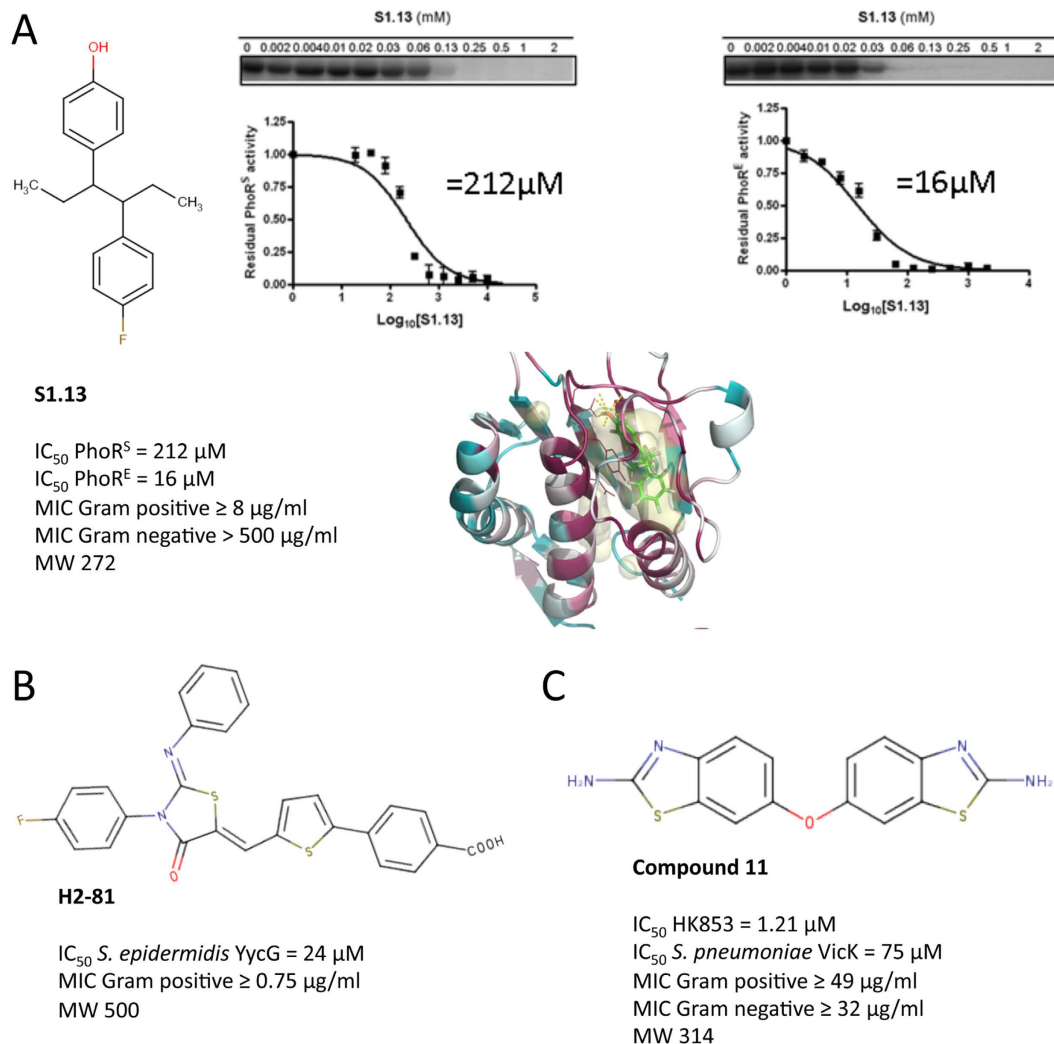 A
OH
H₃C
CH₃
F
S1.13 (mM)
0 0.002 0.0040.01 0.02 0.03 0.06 0.13 0.25 0.5 1 2
Residual PhoRˢ activity
1.25
1.00
0.75
0.50
0.25
0.00
=212µM
0 1 2 3 4 5
Log₁₀[S1.13]
S1.13 (mM)
0 0.002 0.0040.01 0.02 0.03 0.06 0.13 0.25 0.5 1 2
Residual PhoRᴱ activity
1.25
1.00
0.75
0.50
0.25
0.00
=16µM
0 1 2 3 4
Log₁₀[S1.13]
S1.13
IC₅₀ PhoRˢ = 212 µM
IC₅₀ PhoRᴱ = 16 µM
MIC Gram positive ≥ 8 µg/ml
MIC Gram negative > 500 µg/ml
MW 272
B
N
S
F
N
O
S
COOH
H2-81
IC₅₀ S. epidermidis YycG = 24 µM
MIC Gram positive ≥ 0.75 µg/ml
MW 500
C
N
N
H₂N
NH₂
S
O
S
Compound 11
IC₅₀ HK853 = 1.21 µM
IC₅₀ S. pneumoniae VicK = 75 µM
MIC Gram positive ≥ 49 µg/ml
MIC Gram negative ≥ 32 µg/ml
MW 314